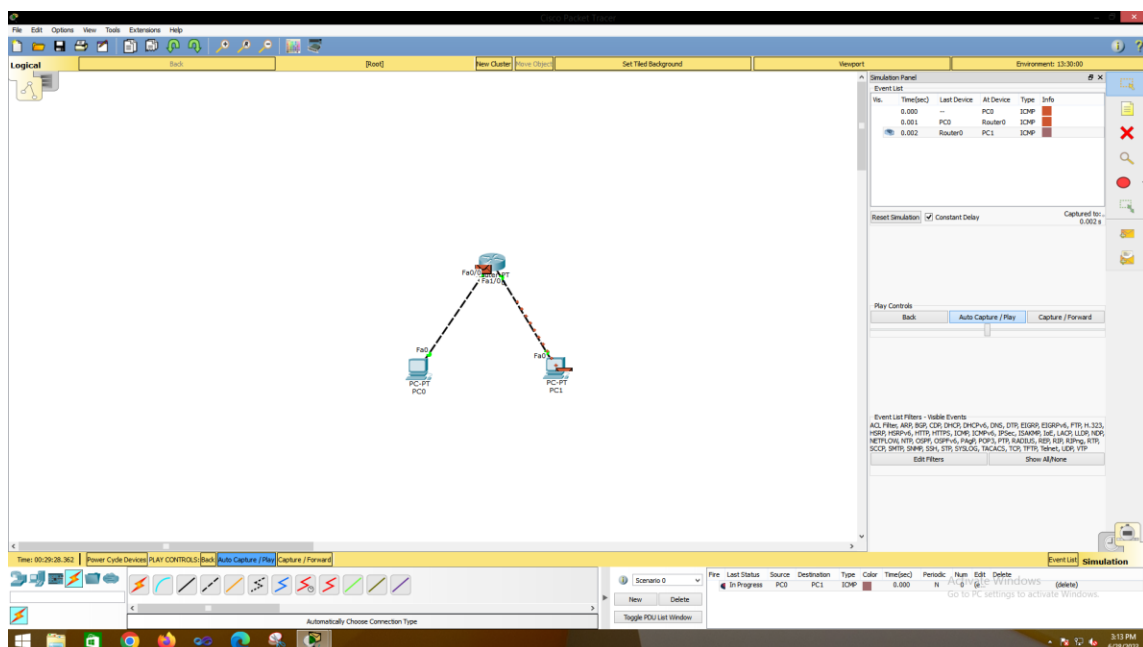 Cisco Packet Tracer
File Edit Options View Tools Extensions Help
Logical Back [Root] New Cluster Move Object Set Tiled Background Viewport Environment: 13:30:00
Simulation Panel
Event List
Vis. Time(sec) Last Device At Device Type Info
0.000 -- PC0 ICMP
0.001 PC0 Router0 ICMP
0.002 Router0 PC1 ICMP
Reset Simulation Constant Delay Captured to:
0.002 s
Fa0/0
Fa1/0
Play Controls
Back Auto Capture / Play Capture / Forward
Fa0
Fa0
PC-PT
PC0
PC-PT
PC1
Event List Filters - Visible Events
ACL Filter, ARP, BGP, CDP, DHCP, DHCPv6, DNS, DTP, EIGRP, EIGRPv6, FTP, H.323,
HSRP, HSRPv6, HTTP, HTTPS, ICMP, ICMPv6, IPSec, ISAKMP, IoE, LACP, LLDP, NDP,
NETFLOW, NTP, OSPF, OSPFv6, PAgP, POP3, PTP, RADIUS, REP, RIP, RIPng, RTP,
SCCP, SMTP, SNMP, SSH, STP, SYSLOG, TACACS, TCP, TFTP, Telnet, UDP, VTP
Edit Filters Show All/None
Time: 00:29:28.362 Power Cycle Devices PLAY CONTROLS: Back Auto Capture / Play Capture / Forward Event List Simulation
Scenario 0
New Delete
Toggle PDU List Window
Fire Last Status Source Destination Type Color Time(sec) Periodic Num Edit Delete
In Progress PC0 PC1 ICMP 0.000 N 0 (delete)
Activate Windows
Go to PC settings to activate Windows.
Automatically Choose Connection Type
3:13 PM